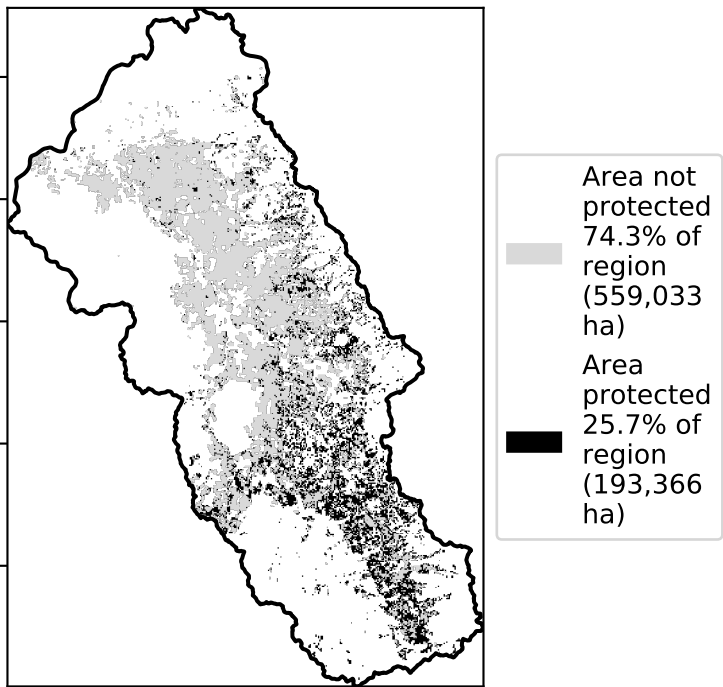 Area not
protected
74.3% of
region
(559,033
ha)
Area
protected
25.7% of
region
(193,366
ha)